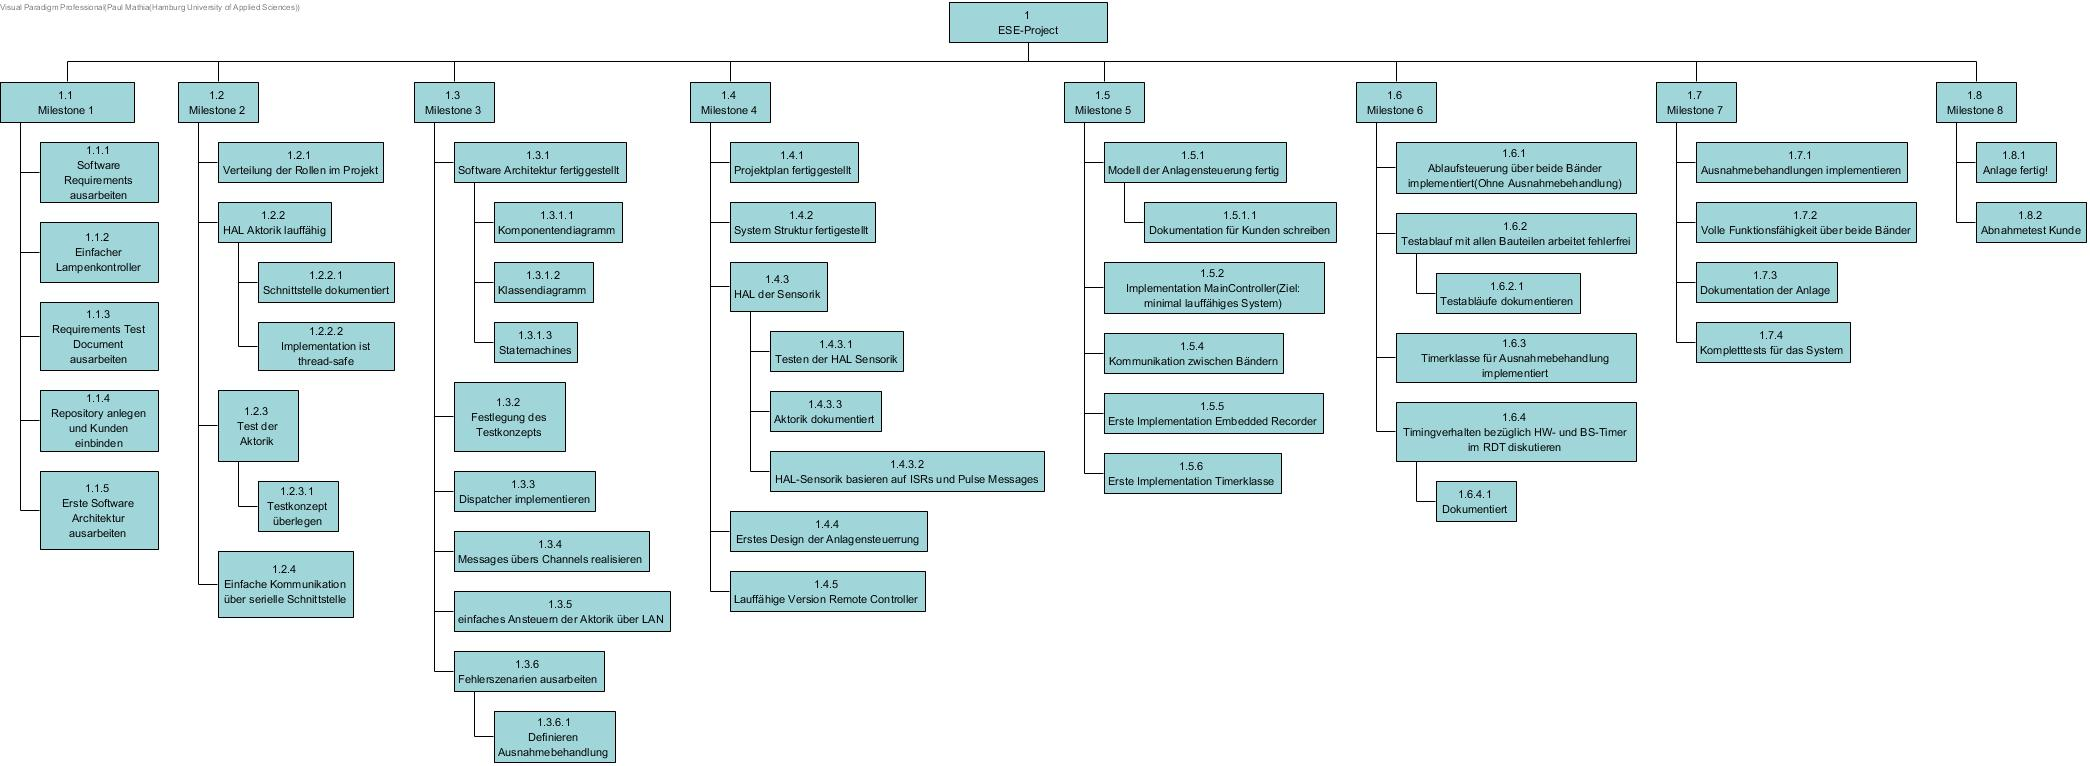 Visual Paradigm Professional(Paul Mathia(Hamburg University of Applied Sciences))
1
ESE-Project
1.1
Milestone 1
1.1.1
Software
Requirements
ausarbeiten
1.1.2
Einfacher
Lampenkontroller
1.1.3
Requirements Test
Document
ausarbeiten
1.1.4
Repository anlegen
und Kunden
einbinden
1.1.5
Erste Software
Architektur
ausarbeiten
1.2
Milestone 2
1.2.1
Verteilung der Rollen im Projekt
1.2.2
HAL Aktorik lauffähig
1.2.2.1
Schnittstelle dokumentiert
1.2.2.2
Implementation ist
thread-safe
1.2.3
Test der
Aktorik
1.2.3.1
Testkonzept
überlegen
1.2.4
Einfache Kommunikation
über serielle Schnittstelle
1.3
Milestone 3
1.3.1
Software Architektur fertiggestellt
1.3.1.1
Komponentendiagramm
1.3.1.2
Klassendiagramm
1.3.1.3
Statemachines
1.3.2
Festlegung des
Testkonzepts
1.3.3
Dispatcher implementieren
1.3.4
Messages übers Channels realisieren
1.3.5
einfaches Ansteuern der Aktorik über LAN
1.3.6
Fehlerszenarien ausarbeiten
1.3.6.1
Definieren
Ausnahmebehandlung
1.4
Milestone 4
1.4.1
Projektplan fertiggestellt
1.4.2
System Struktur fertigestellt
1.4.3
HAL der Sensorik
1.4.3.1
Testen der HAL Sensorik
1.4.3.3
Aktorik dokumentiert
1.4.3.2
HAL-Sensorik basieren auf ISRs und Pulse Messages
1.4.4
Erstes Design der Anlagensteuerrung
1.4.5
Lauffähige Version Remote Controller
1.5
Milestone 5
1.5.1
Modell der Anlagensteuerung fertig
1.5.1.1
Dokumentation für Kunden schreiben
1.5.2
Implementation MainController(Ziel:
minimal lauffähiges System)
1.5.4
Kommunikation zwischen Bändern
1.5.5
Erste Implementation Embedded Recorder
1.5.6
Erste Implementation Timerklasse
1.6
Milestone 6
1.6.1
Ablaufsteuerung über beide Bänder
implementiert(Ohne Ausnahmebehandlung)
1.6.2
Testablauf mit allen Bauteilen arbeitet fehlerfrei
1.6.2.1
Testabläufe dokumentieren
1.6.3
Timerklasse für Ausnahmebehandlung
implementiert
1.6.4
Timingverhalten bezüglich HW- und BS-Timer
im RDT diskutieren
1.6.4.1
Dokumentiert
1.7
Milestone 7
1.7.1
Ausnahmebehandlungen implementieren
1.7.2
Volle Funktionsfähigkeit über beide Bänder
1.7.3
Dokumentation der Anlage
1.7.4
Kompletttests für das System
1.8
Milestone 8
1.8.1
Anlage fertig!
1.8.2
Abnahmetest Kunde